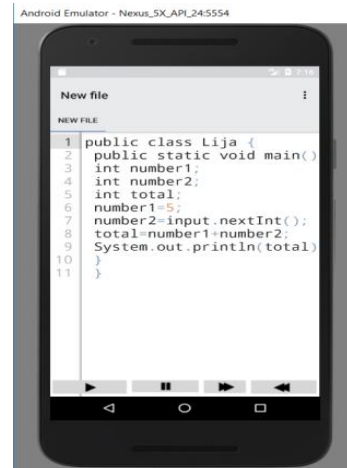 Android Emulator - Nexus_5X_API_24:5554
7:16
New file
NEW FILE
1 public class Lija {
2 public static void main()
3 int number1;
4 int number2;
5 int total;
6 number1=5;
7 number2=input.nextInt();
8 total=number1+number2;
9 System.out.println(total)
10 }
11 }